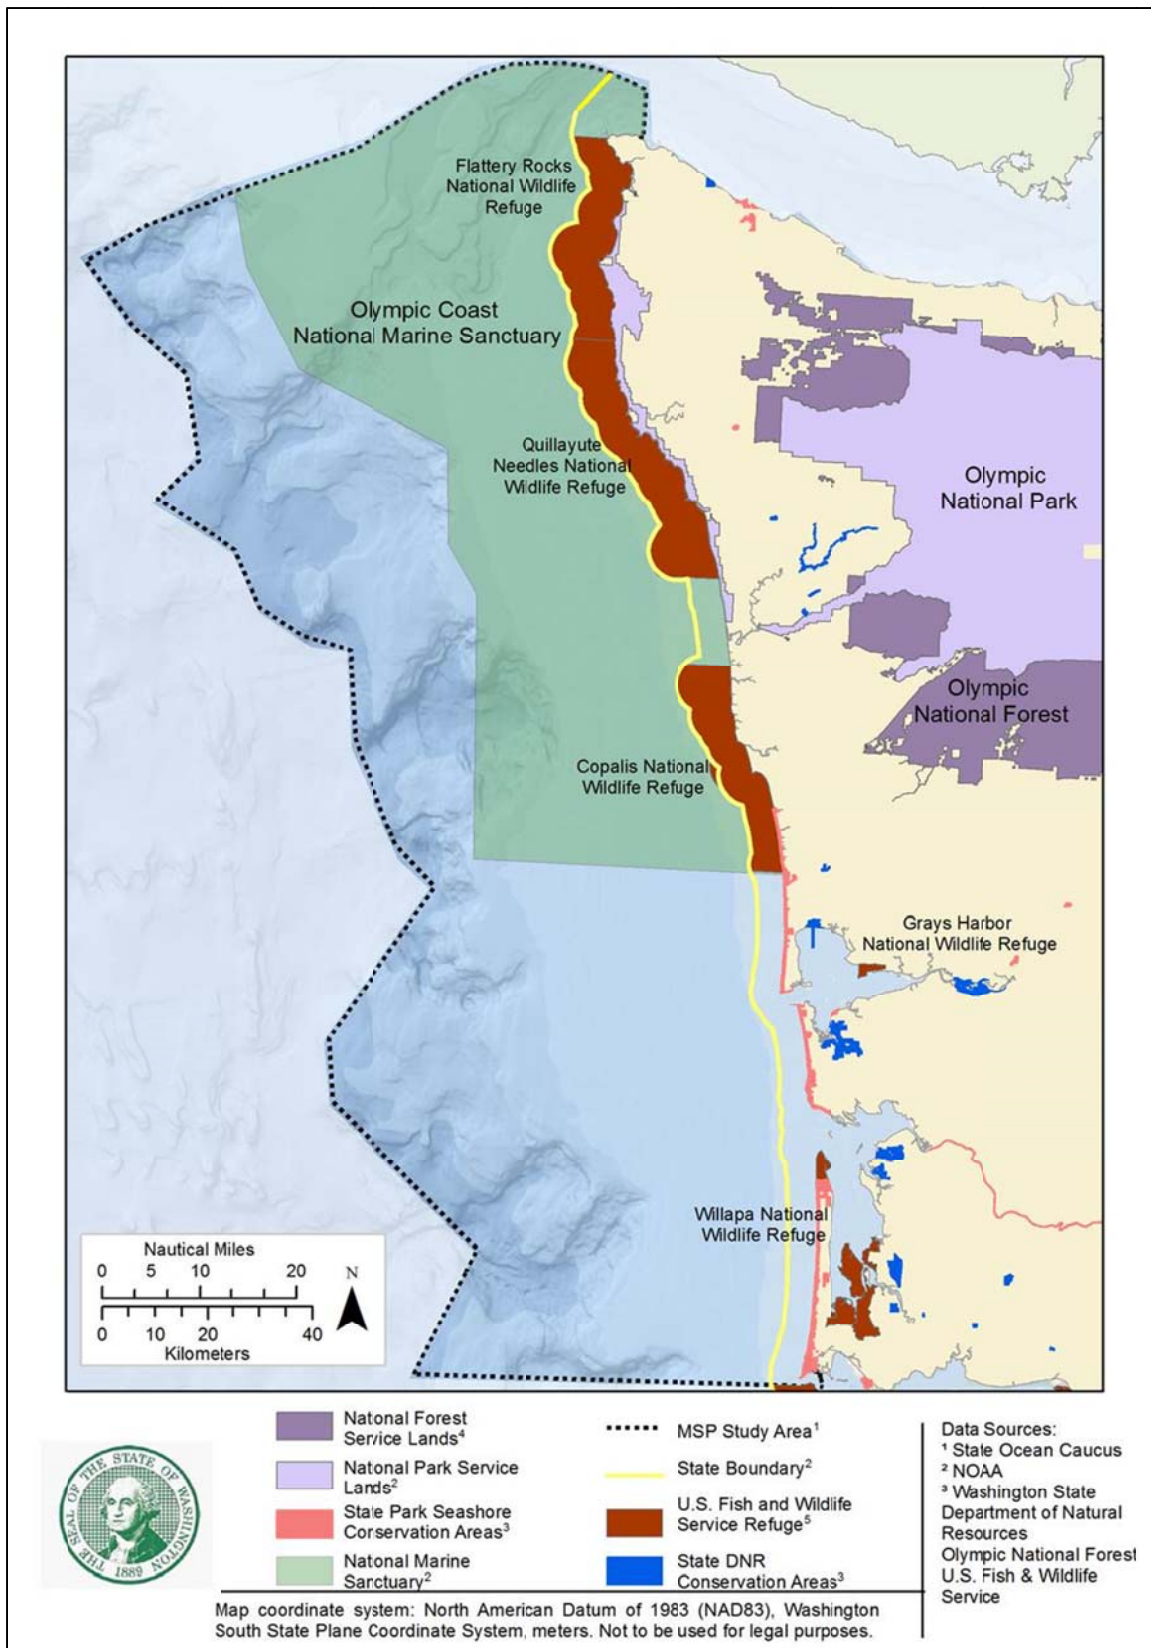 Flattery Rocks
National Wildlife
Refuge
Olympic Coast
National Marine Sanctuary
Quillayute
Needles National
Wildlife Refuge
Olympic
National Park
Olympic
National Forest
Copalis National
Wildlife Refuge
Grays Harbor
National Wildlife Refuge
Willapa National
Wildlife Refuge
Nautical Miles
0 5 10 20
0 10 20 40
Kilometers
N
THE SEAL OF THE STATE OF WASHINGTON
1889
National Forest
Service Lands⁴
National Park Service
Lands²
State Park Seashore
Conservation Areas³
National Marine
Sanctuary²
MSP Study Area¹
State Boundary²
U.S. Fish and Wildlife
Service Refuge⁵
State DNR
Conservation Areas³
Data Sources:
¹ State Ocean Caucus
² NOAA
³ Washington State
Department of Natural
Resources
Olympic National Forest
U.S. Fish & Wildlife
Service
Map coordinate system: North American Datum of 1983 (NAD83), Washington
South State Plane Coordinate System, meters. Not to be used for legal purposes.